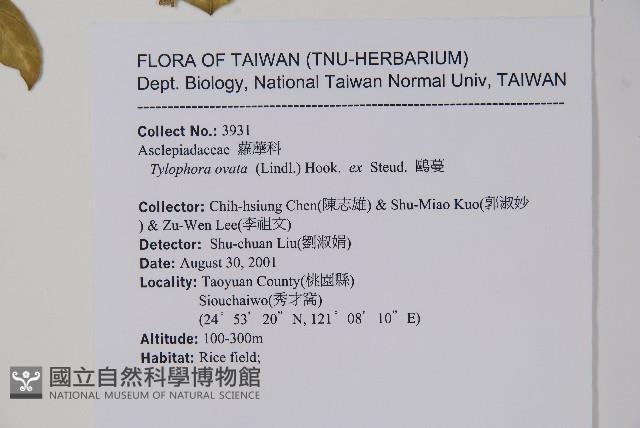 FLORA OF TAIWAN (TNU-HERBARIUM)
Dept. Biology, National Taiwan Normal Univ, TAIWAN
--------------------------------------------------------------------------------
Collect No.: 3931
Asclepiadaceae 蘿藦科
Tylophora ovata (Lindl.) Hook. ex Steud. 鷗蔓
Collector: Chih-hsiung Chen(陳志雄) & Shu-Miao Kuo(郭淑妙
) & Zu-Wen Lee(李祖文)
Detector: Shu-chuan Liu(劉淑娟)
Date: August 30, 2001
Locality: Taoyuan County(桃園縣)
Siouchaiwo(秀才窩)
(24° 53' 20" N, 121° 08' 10" E)
Altitude: 100-300m
Habitat: Rice field;
國立自然科學博物館
NATIONAL MUSEUM OF NATURAL SCIENCE